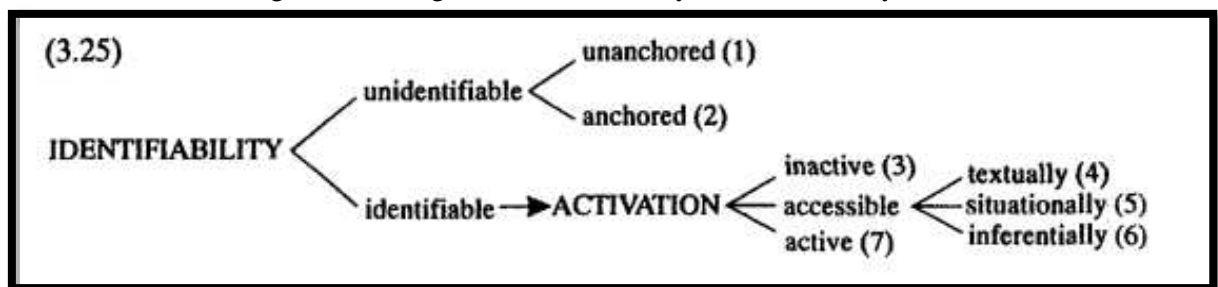 (3.25)
unanchored (1)
unidentifiable
anchored (2)
IDENTIFIABILITY
inactive (3)
textually (4)
identifiable
ACTIVATION
accessible
situationally (5)
active (7)
inferentially (6)